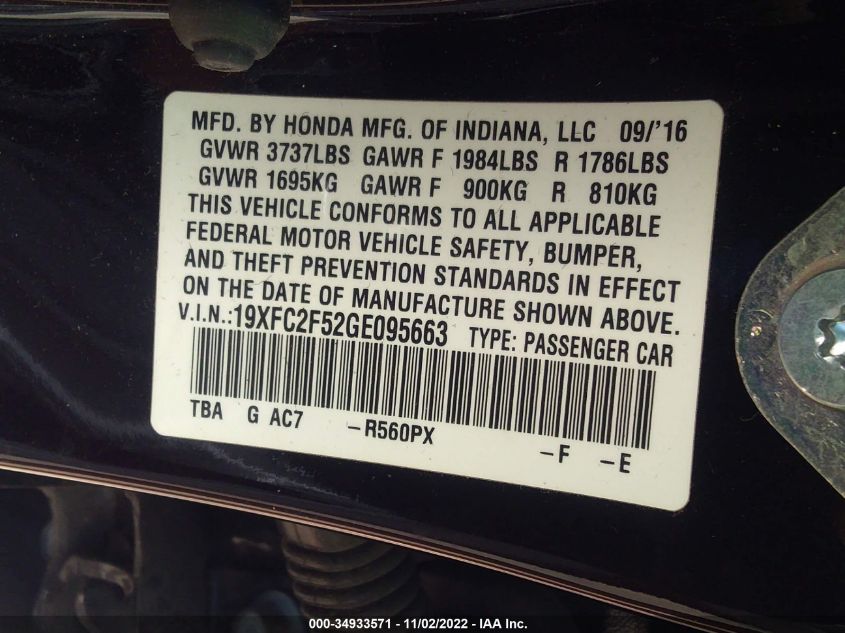 MFD. BY HONDA MFG. OF INDIANA, LLC 09/'16
GVWR 3737LBS GAWR F 1984LBS R 1786LBS
GVWR 1695KG GAWR F 900KG R 810KG
THIS VEHICLE CONFORMS TO ALL APPLICABLE
FEDERAL MOTOR VEHICLE SAFETY, BUMPER,
AND THEFT PREVENTION STANDARDS IN EFFECT
ON THE DATE OF MANUFACTURE SHOWN ABOVE.
V.I.N.:19XFC2F52GE095663 TYPE: PASSENGER CAR
TBA G AC7 -R560PX -F -E
000-34933571 - 11/02/2022 - IAA Inc.